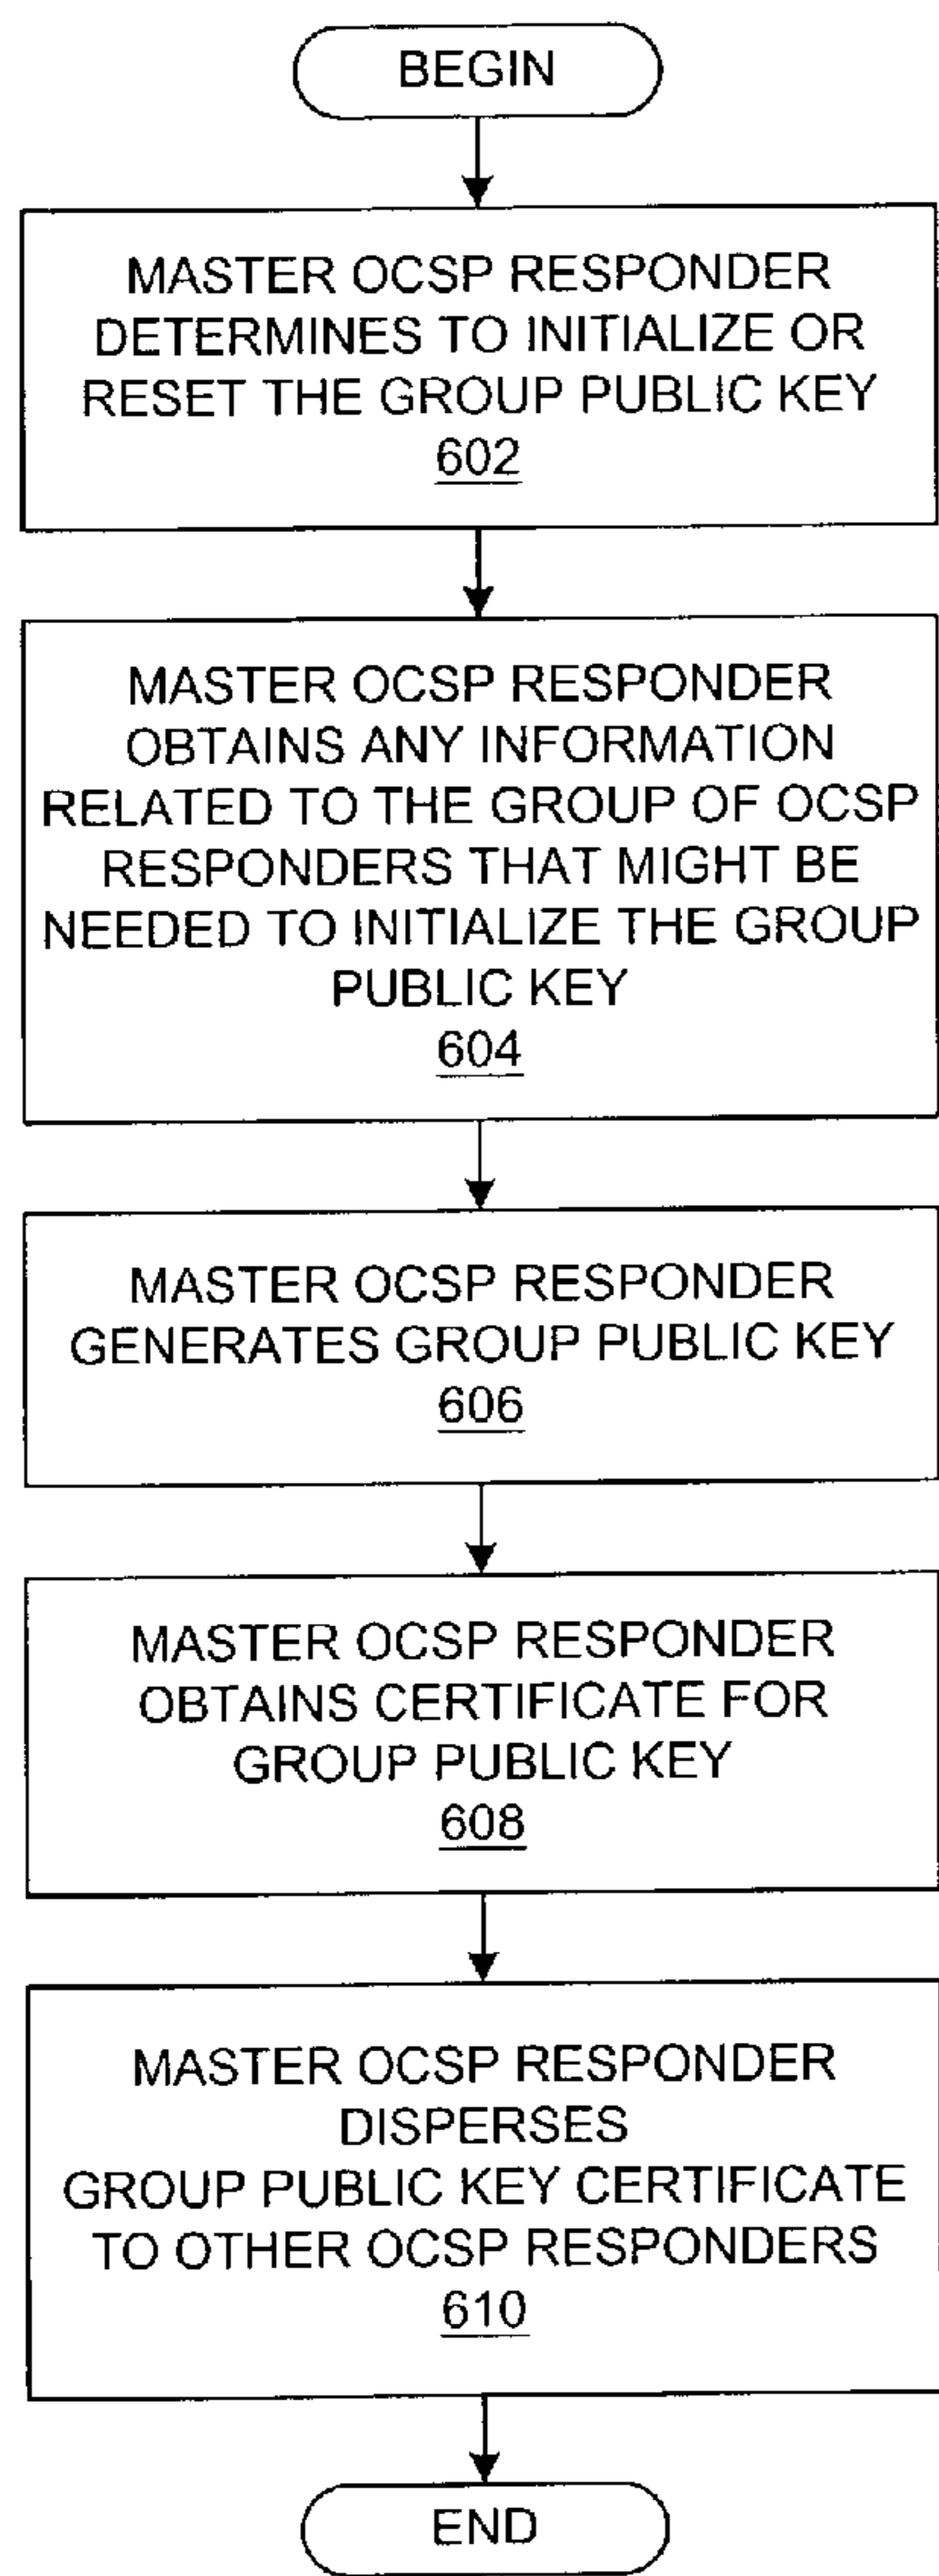 BEGIN
MASTER OCSP RESPONDER
DETERMINES TO INITIALIZE OR
RESET THE GROUP PUBLIC KEY
602
MASTER OCSP RESPONDER
OBTAINS ANY INFORMATION
RELATED TO THE GROUP OF OCSP
RESPONDERS THAT MIGHT BE
NEEDED TO INITIALIZE THE GROUP
PUBLIC KEY
604
MASTER OCSP RESPONDER
GENERATES GROUP PUBLIC KEY
606
MASTER OCSP RESPONDER
OBTAINS CERTIFICATE FOR
GROUP PUBLIC KEY
608
MASTER OCSP RESPONDER
DISPERSES
GROUP PUBLIC KEY CERTIFICATE
TO OTHER OCSP RESPONDERS
610
END